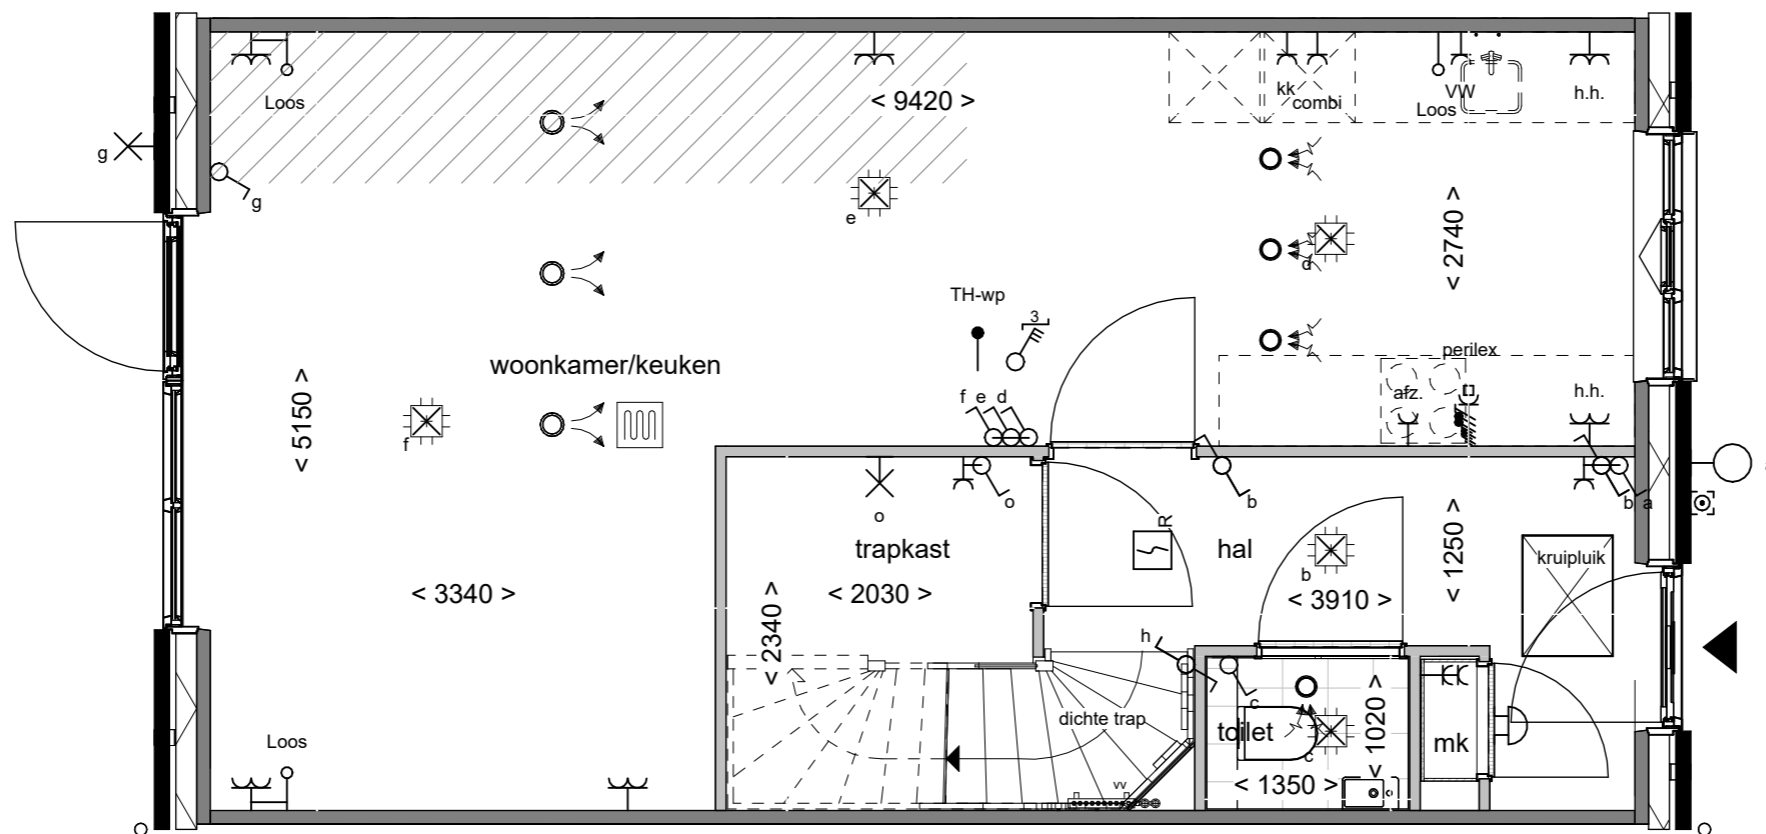 Loos
< 9420 >
kk
combi
VW
Loos
h.h.
g
g
e
d
< 2740 >
TH-wp
3
perilex
woonkamer/keuken
< 5150 >
f e d
afz.
h.h.
f
o
o
b
b a
R
trapkast
hal
< 1250 >
kruipluik
b
< 3340 >
< 2030 >
< 3910 >
< 2340 >
h
c
dichte trap
toilet
c
< 1020 >
mk
Loos
vv
< 1350 >